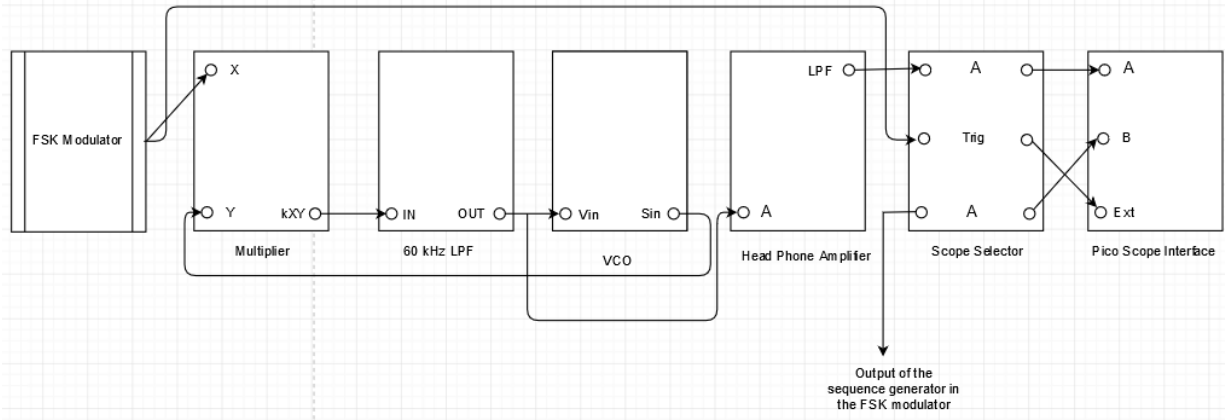 FSK Modulator
X
Y
kXY
Multiplier
IN
OUT
60 kHz LPF
Vin
Sin
VCO
LPF
A
Head Phone Amplifier
A
Trig
A
Scope Selector
A
B
Ext
Pico Scope Interface
Output of the
sequence generator in
the FSK modulator